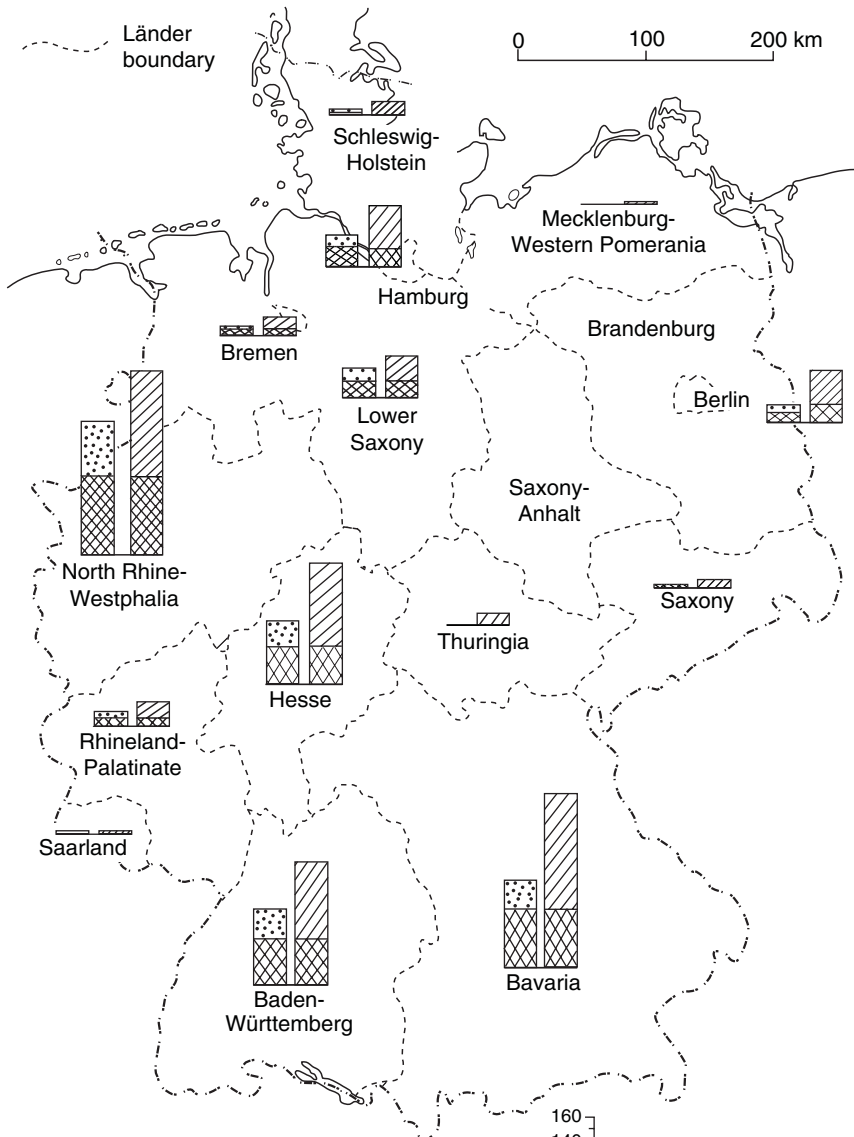 Länder
boundary
0 100 200 km
Schleswig-
Holstein
Mecklenburg-
Western Pomerania
Hamburg
Brandenburg
Bremen
Berlin
Lower
Saxony
Saxony-
Anhalt
North Rhine-
Westphalia
Saxony
Thuringia
Hesse
Rhineland-
Palatinate
Saarland
Bavaria
Baden-
Württemberg
160